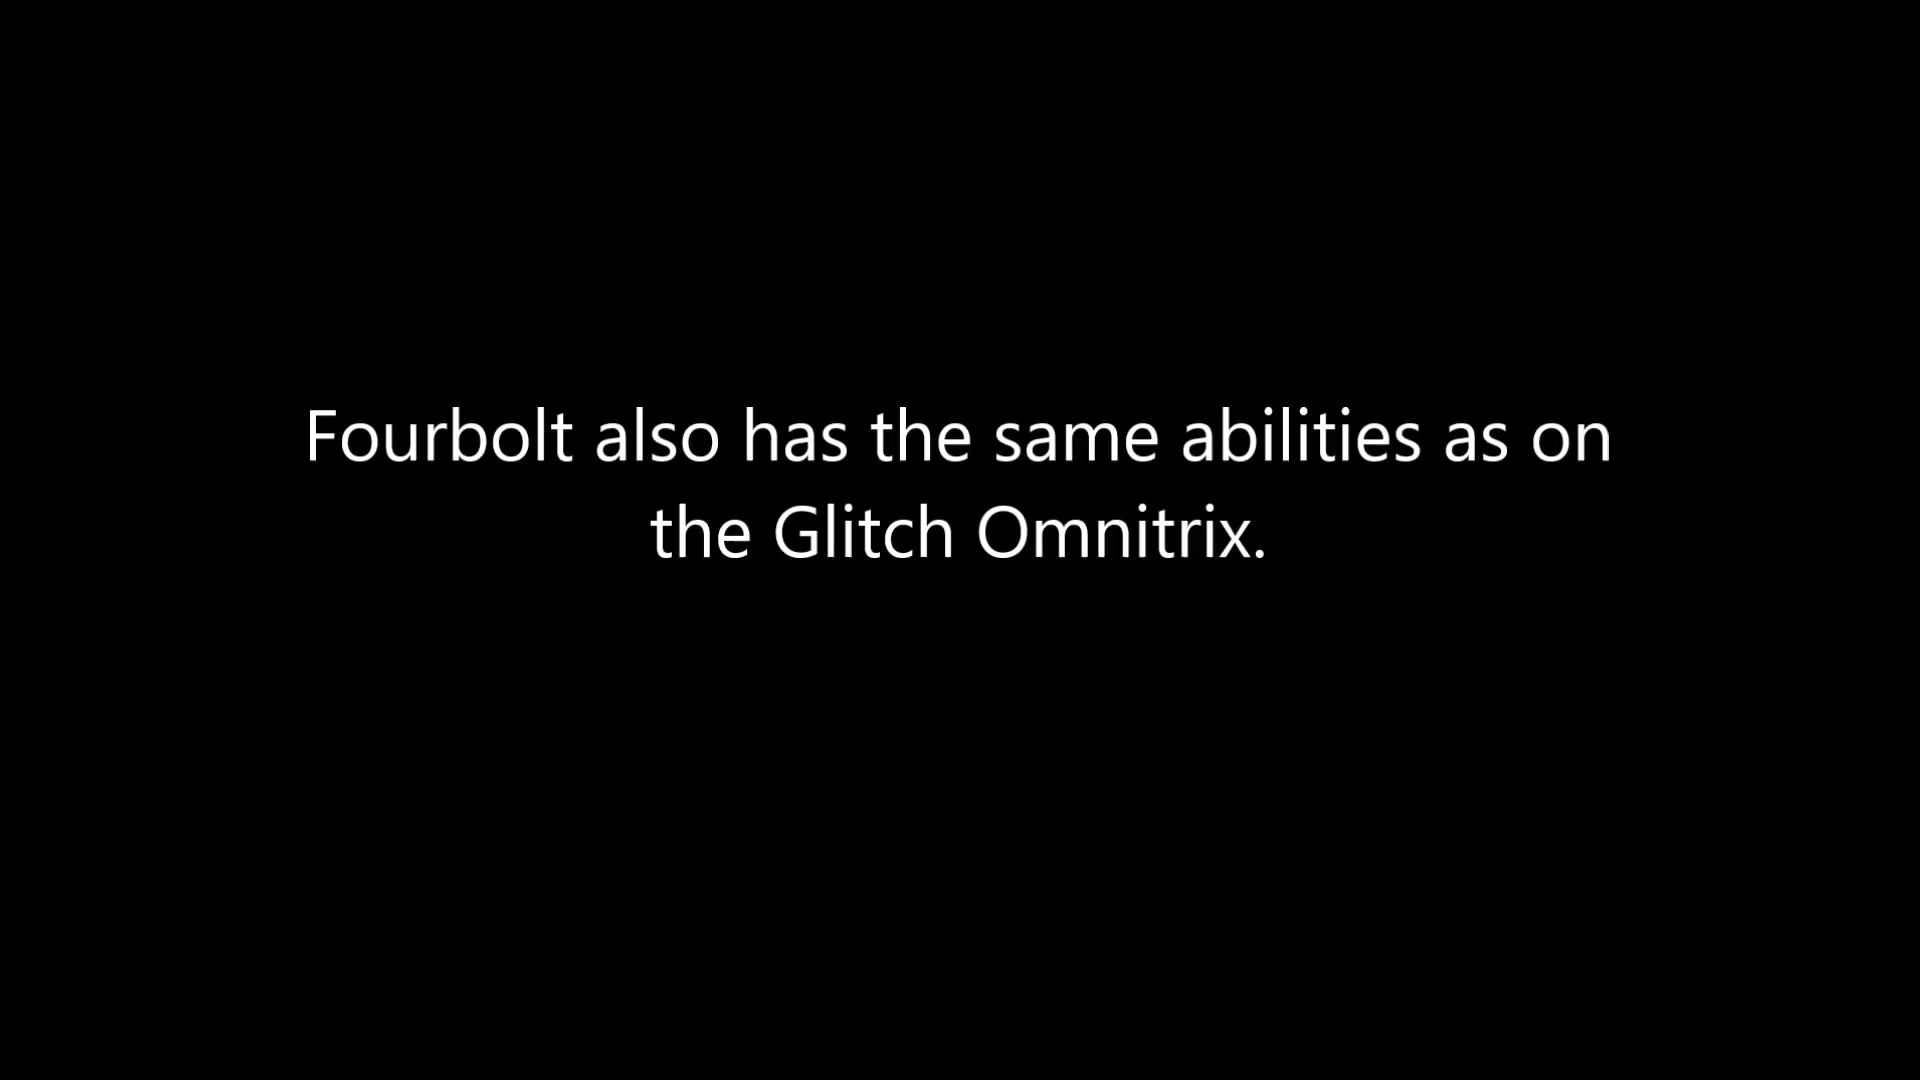 Fourbolt also has the same abilities as on
the Glitch Omnitrix.